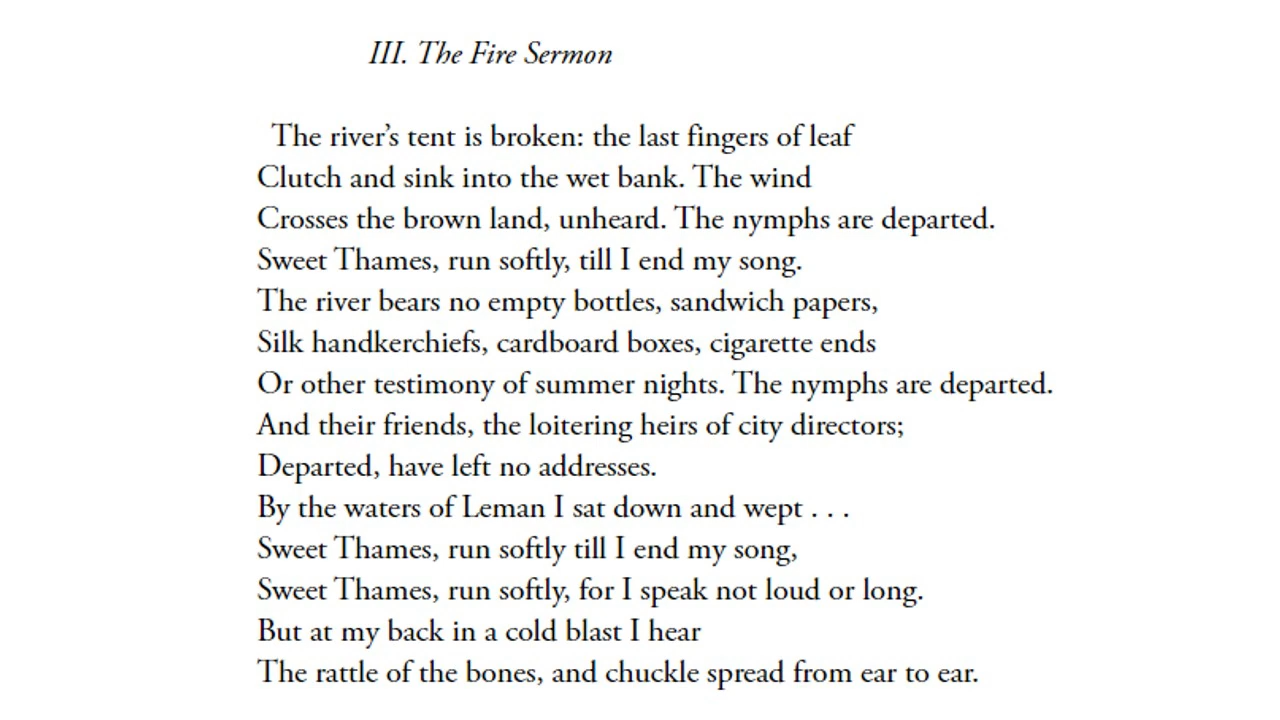 III. The Fire Sermon
The river’s tent is broken: the last fingers of leaf
Clutch and sink into the wet bank. The wind
Crosses the brown land, unheard. The nymphs are departed.
Sweet Thames, run softly, till I end my song.
The river bears no empty bottles, sandwich papers,
Silk handkerchiefs, cardboard boxes, cigarette ends
Or other testimony of summer nights. The nymphs are departed.
And their friends, the loitering heirs of city directors;
Departed, have left no addresses.
By the waters of Leman I sat down and wept . . .
Sweet Thames, run softly till I end my song,
Sweet Thames, run softly, for I speak not loud or long.
But at my back in a cold blast I hear
The rattle of the bones, and chuckle spread from ear to ear.